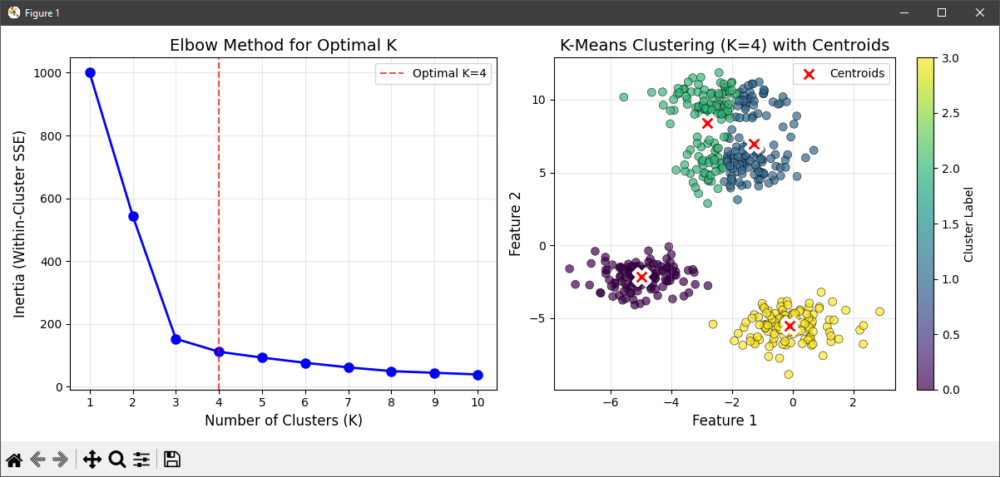 Figure 1
Elbow Method for Optimal K
Optimal K=4
1000
800
600
400
200
0
Inertia (Within-Cluster SSE)
1 2 3 4 5 6 7 8 9 10
Number of Clusters (K)
K-Means Clustering (K=4) with Centroids
Centroids
10
5
0
−5
Feature 2
−6 −4 −2 0 2
Feature 1
3.0
2.5
2.0
1.5
1.0
0.5
0.0
Cluster Label